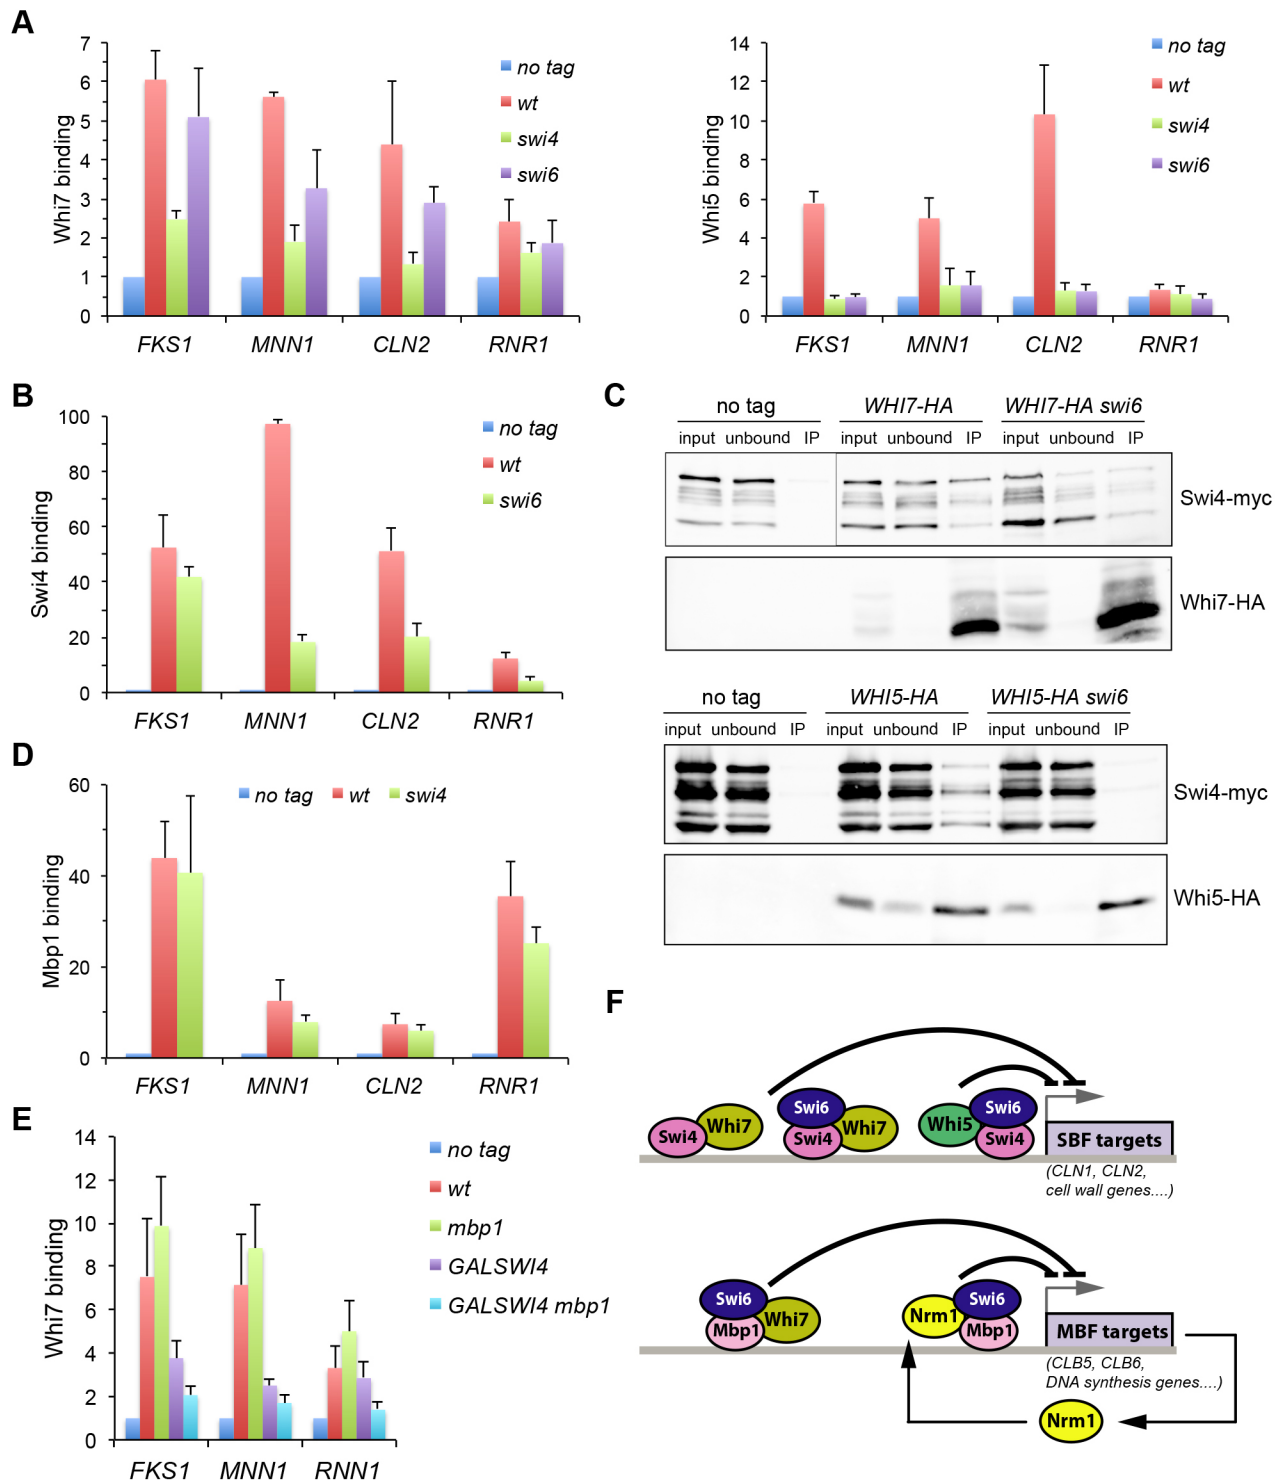 A
Whi7 binding
7
6
5
4
3
2
1
0
no tag
wt
swi4
swi6
FKS1 MNN1 CLN2 RNR1
Whi5 binding
14
12
10
8
6
4
2
0
no tag
wt
swi4
swi6
FKS1 MNN1 CLN2 RNR1
B
Swi4 binding
100
80
60
40
20
0
no tag
wt
swi6
FKS1 MNN1 CLN2 RNR1
C
no tag WHI7-HA WHI7-HA swi6
input unbound IP input unbound IP input unbound IP
Swi4-myc
Whi7-HA
no tag WHI5-HA WHI5-HA swi6
input unbound IP input unbound IP input unbound IP
Swi4-myc
Whi5-HA
D
Mbp1 binding
60
40
20
0
no tag wt swi4
FKS1 MNN1 CLN2 RNR1
E
Whi7 binding
14
12
10
8
6
4
2
0
no tag
wt
mbp1
GALSWI4
GALSWI4 mbp1
FKS1 MNN1 RNN1
F
Swi4 Whi7
Swi6 Swi4 Whi7
Whi5 Swi6 Swi4
SBF targets
(CLN1, CLN2,
cell wall genes....)
Swi6 Mbp1 Whi7
Nrm1 Swi6 Mbp1
MBF targets
(CLB5, CLB6,
DNA synthesis genes....)
Nrm1